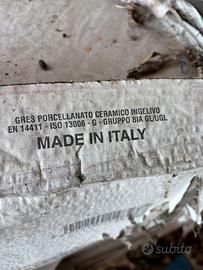 GRES PORCELLANATO CERAMICO INGELIVO
EN 14411 - ISO 13006 - G - GRUPPO BIA GL/UGL
MADE IN ITALY
subito